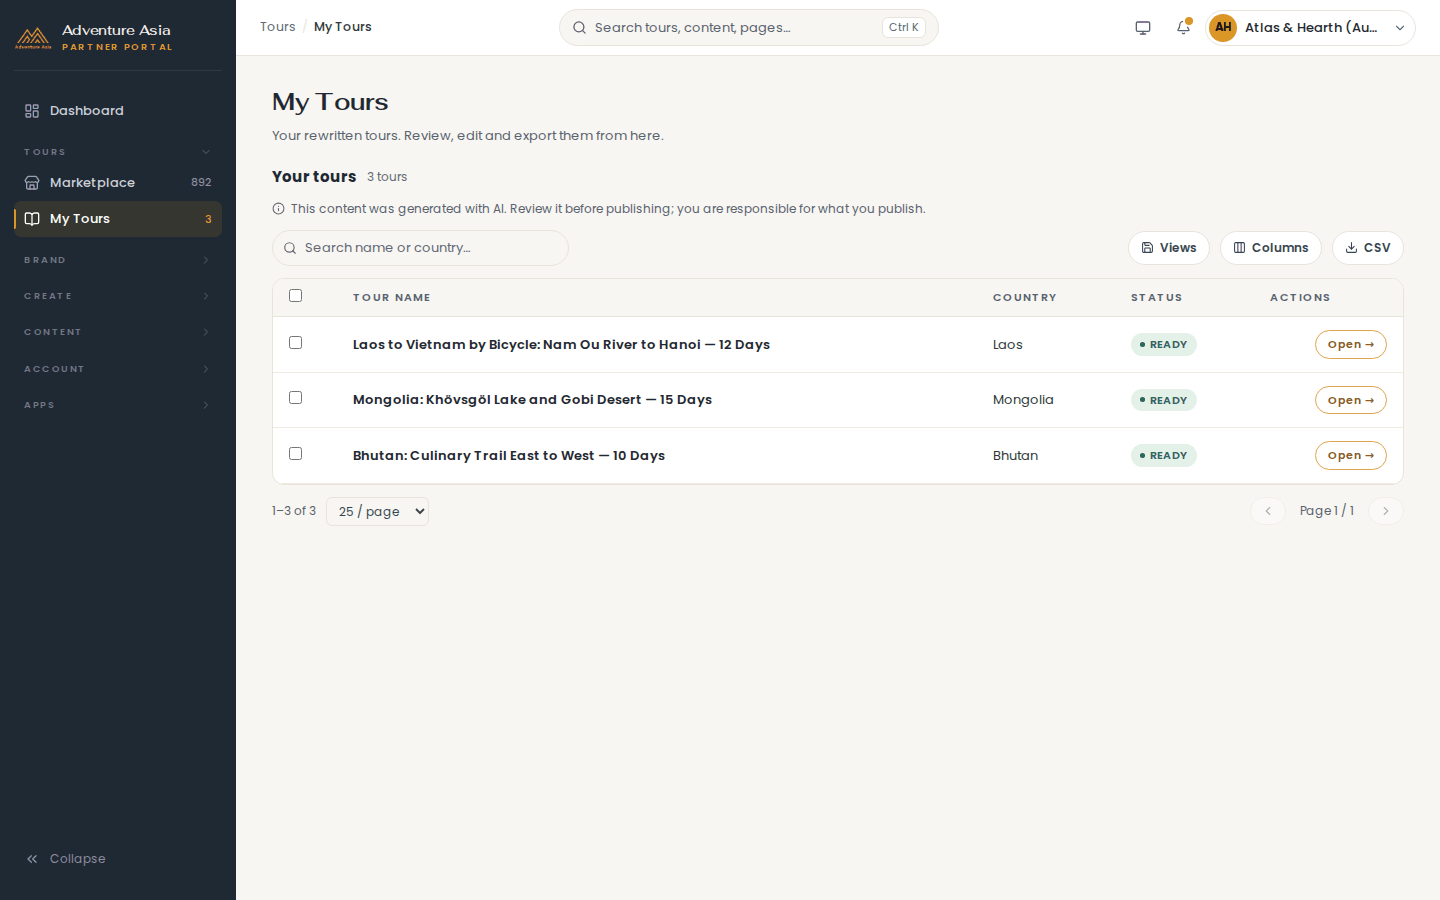 Adventure Asia
Adventure Asia
PARTNER PORTAL
Dashboard
TOURS
Marketplace 892
My Tours 3
BRAND
CREATE
CONTENT
ACCOUNT
APPS
Collapse
Tours / My Tours
Search tours, content, pages... Ctrl K
AH Atlas & Hearth (Au...
My Tours
Your rewritten tours. Review, edit and export them from here.
Your tours 3 tours
This content was generated with AI. Review it before publishing; you are responsible for what you publish.
Search name or country...
Views Columns CSV
TOUR NAME COUNTRY STATUS ACTIONS
Laos to Vietnam by Bicycle: Nam Ou River to Hanoi — 12 Days Laos READY Open →
Mongolia: Khövsgöl Lake and Gobi Desert — 15 Days Mongolia READY Open →
Bhutan: Culinary Trail East to West — 10 Days Bhutan READY Open →
1–3 of 3 25 / page Page 1 / 1